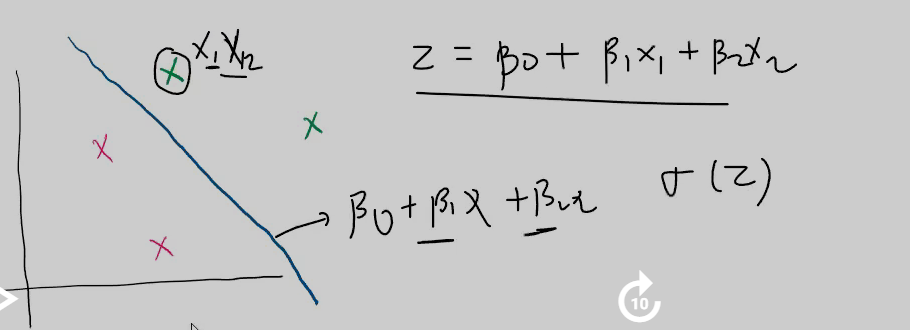 x₁ x₂
z = β0 + β₁x₁ + β₂x₂
β0 + β₁x + β₂x
σ(z)
10